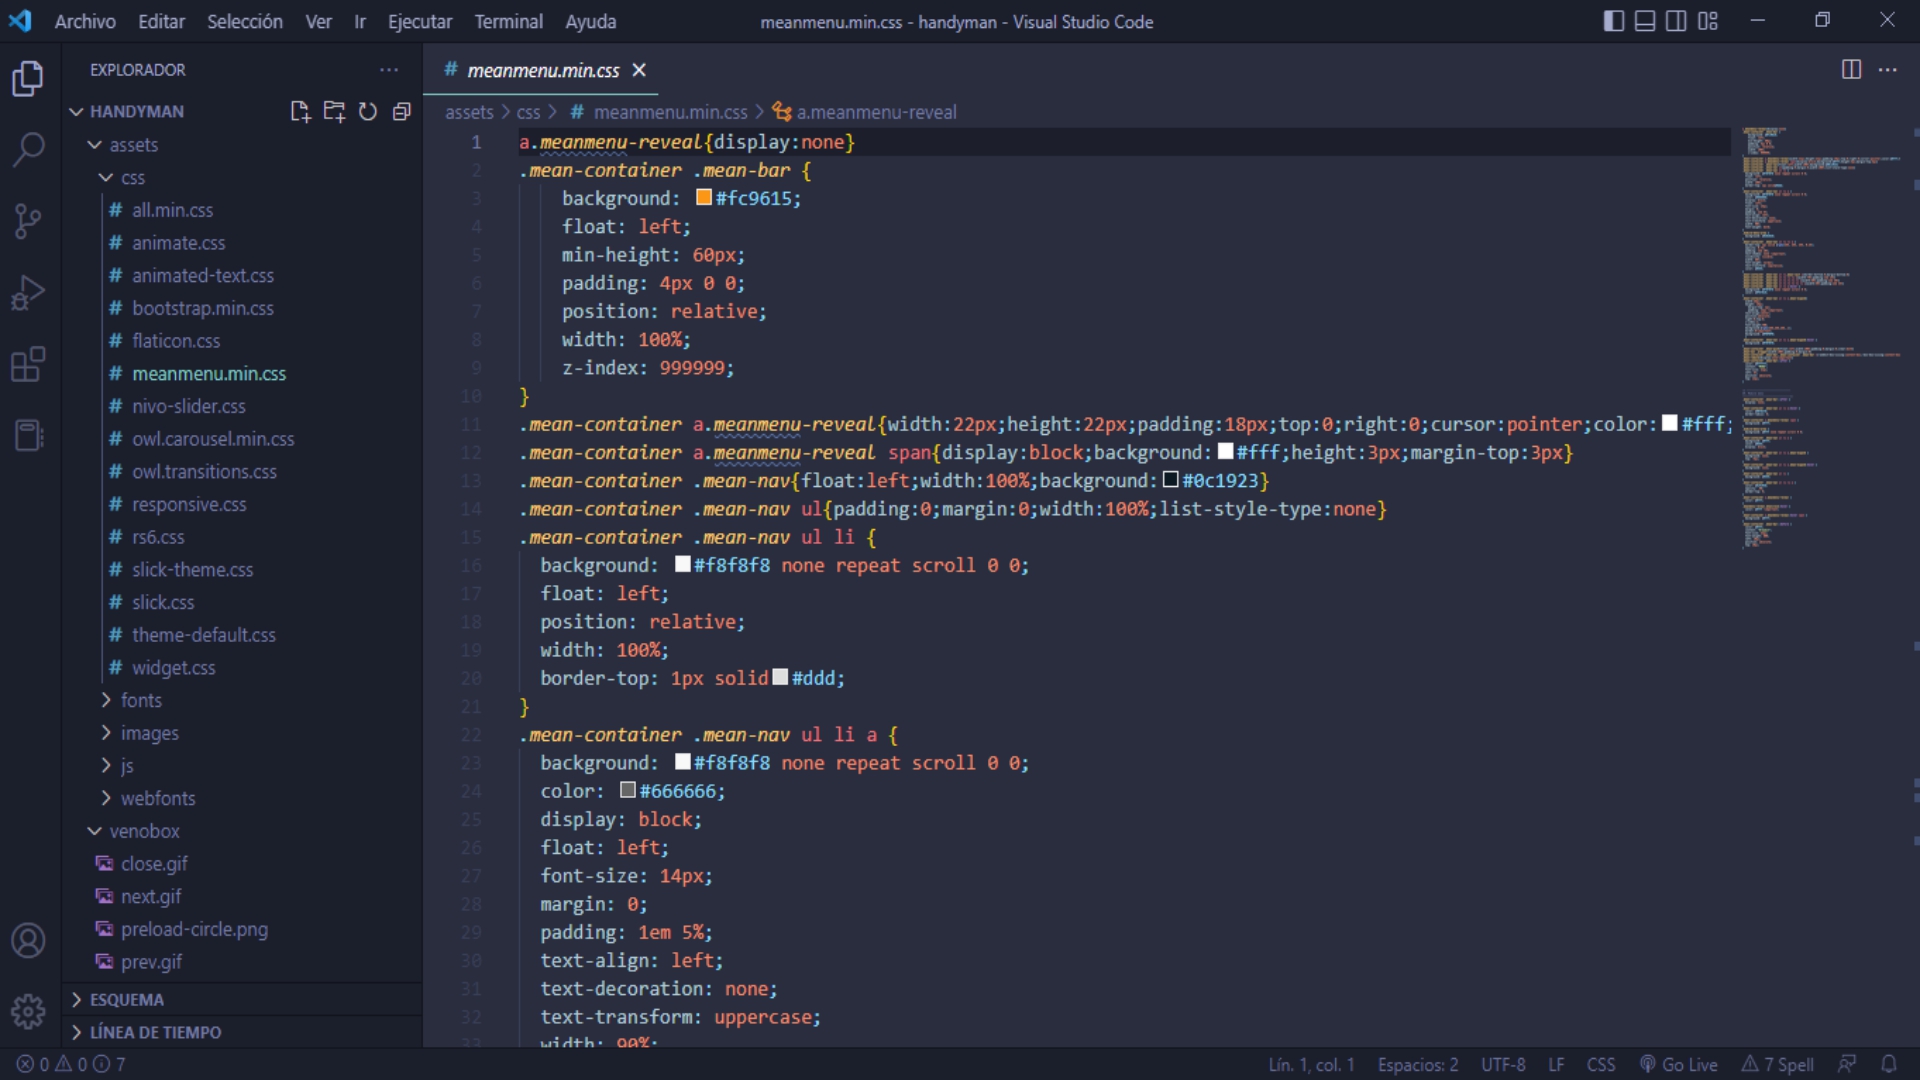 Archivo Editar Selección Ver Ir Ejecutar Terminal Ayuda
meanmenu.min.css - handyman - Visual Studio Code
EXPLORADOR
HANDYMAN
assets
css
# all.min.css
# animate.css
# animated-text.css
# bootstrap.min.css
# flaticon.css
# meanmenu.min.css
# nivo-slider.css
# owl.carousel.min.css
# owl.transitions.css
# responsive.css
# rs6.css
# slick-theme.css
# slick.css
# theme-default.css
# widget.css
fonts
images
js
webfonts
venobox
close.gif
next.gif
preload-circle.png
prev.gif
ESQUEMA
LÍNEA DE TIEMPO
# meanmenu.min.css
assets > css > # meanmenu.min.css > a.meanmenu-reveal
1 a.meanmenu-reveal{display:none}
2 .mean-container .mean-bar {
3 background: #fc9615;
4 float: left;
5 min-height: 60px;
6 padding: 4px 0 0;
7 position: relative;
8 width: 100%;
9 z-index: 999999;
10 }
11 .mean-container a.meanmenu-reveal{width:22px;height:22px;padding:18px;top:0;right:0;cursor:pointer;color:#fff;
12 .mean-container a.meanmenu-reveal span{display:block;background:#fff;height:3px;margin-top:3px}
13 .mean-container .mean-nav{float:left;width:100%;background:#0c1923}
14 .mean-container .mean-nav ul{padding:0;margin:0;width:100%;list-style-type:none}
15 .mean-container .mean-nav ul li {
16 background: #f8f8f8 none repeat scroll 0 0;
17 float: left;
18 position: relative;
19 width: 100%;
20 border-top: 1px solid #ddd;
21 }
22 .mean-container .mean-nav ul li a {
23 background: #f8f8f8 none repeat scroll 0 0;
24 color: #666666;
25 display: block;
26 float: left;
27 font-size: 14px;
28 margin: 0;
29 padding: 1em 5%;
30 text-align: left;
31 text-decoration: none;
32 text-transform: uppercase;
33 width: 90%;
0 0 7
Lín. 1, col. 1 Espacios: 2 UTF-8 LF CSS Go Live 7 Spell